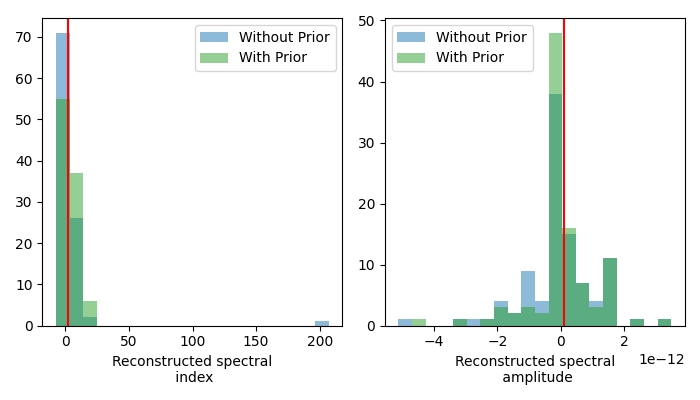 Without Prior
With Prior
70
60
50
40
30
20
10
0
0
50
100
150
200
Reconstructed spectral
index
Without Prior
With Prior
50
40
30
20
10
0
−4
−2
0
2
1e−12
Reconstructed spectral
amplitude